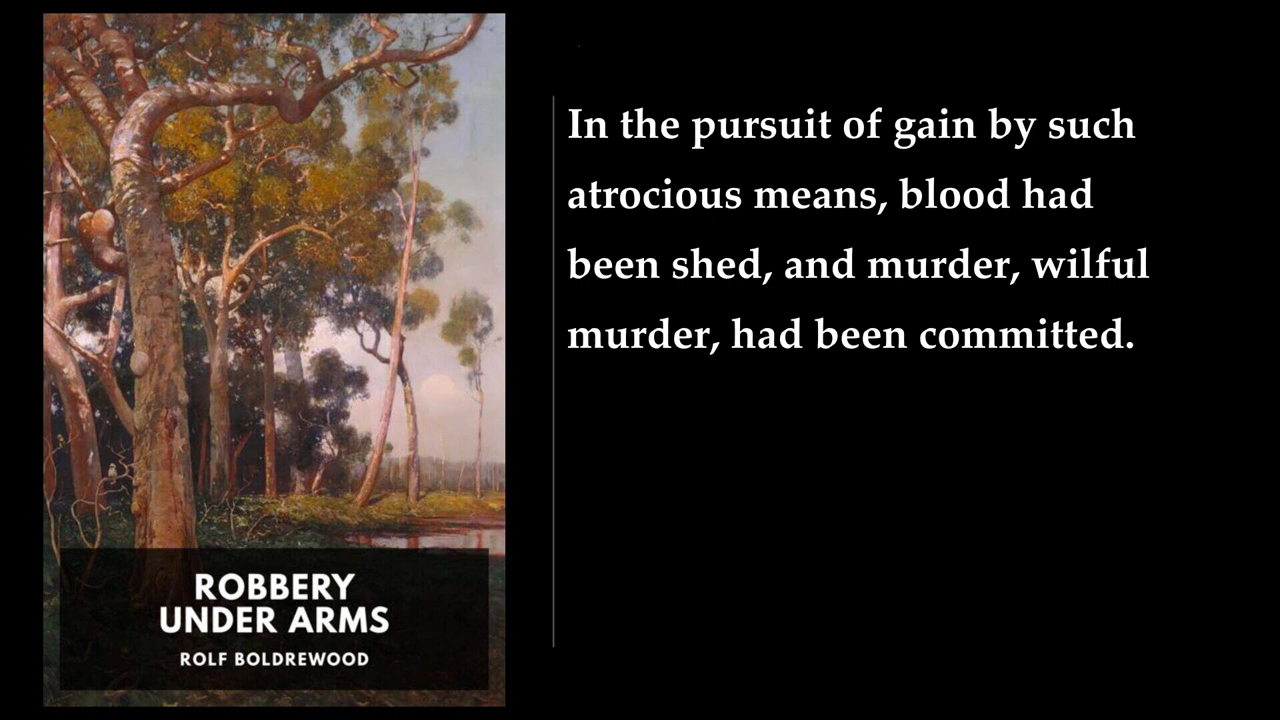 In the pursuit of gain by such
atrocious means, blood had
been shed, and murder, wilful
murder, had been committed.
ROBBERY
UNDER ARMS
ROLF BOLDREWOOD